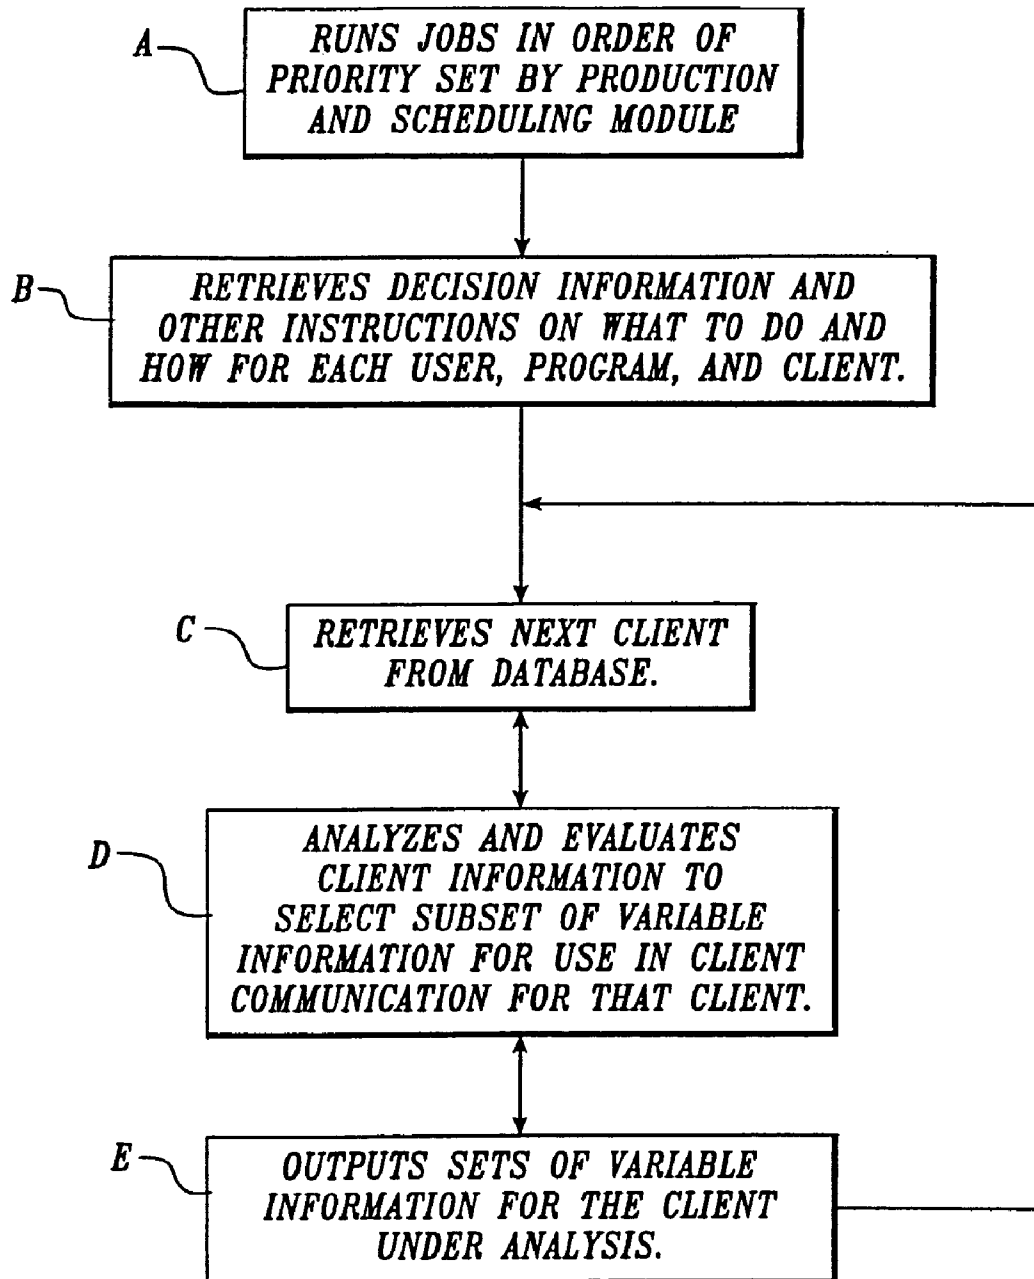 A
RUNS JOBS IN ORDER OF
PRIORITY SET BY PRODUCTION
AND SCHEDULING MODULE
B
RETRIEVES DECISION INFORMATION AND
OTHER INSTRUCTIONS ON WHAT TO DO AND
HOW FOR EACH USER, PROGRAM, AND CLIENT.
C
RETRIEVES NEXT CLIENT
FROM DATABASE.
D
ANALYZES AND EVALUATES
CLIENT INFORMATION TO
SELECT SUBSET OF VARIABLE
INFORMATION FOR USE IN CLIENT
COMMUNICATION FOR THAT CLIENT.
E
OUTPUTS SETS OF VARIABLE
INFORMATION FOR THE CLIENT
UNDER ANALYSIS.